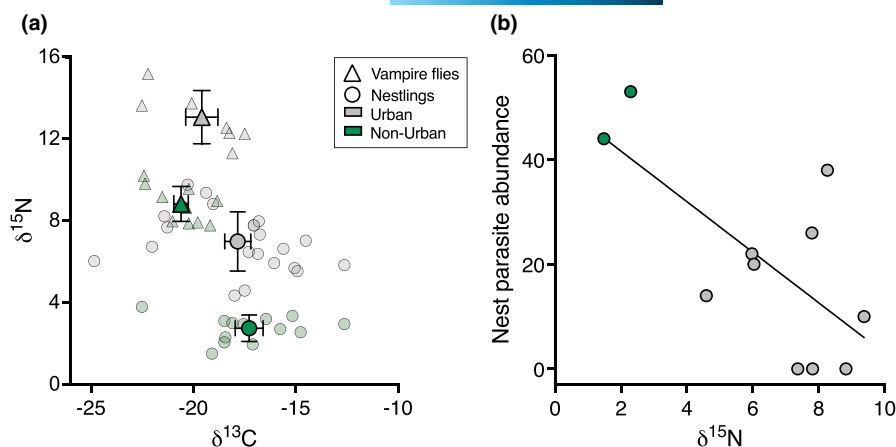 (a)
δ15N
16
12
8
4
0
-25
-20
-15
-10
δ13C
Vampire flies
Nestlings
Urban
Non-Urban
(b)
Nest parasite abundance
60
40
20
0
0
2
4
6
8
10
δ15N